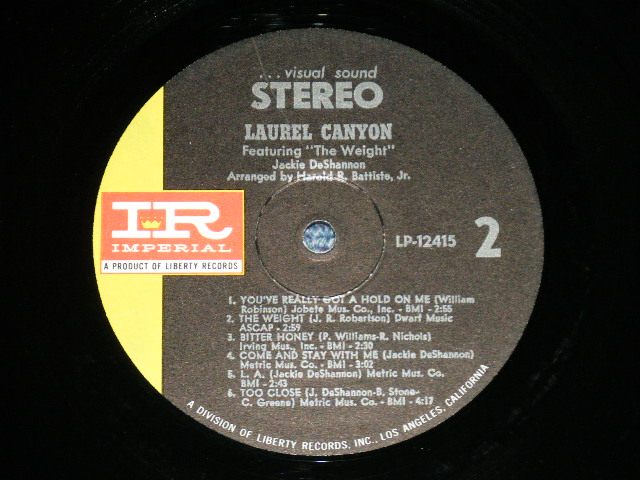 ...visual sound
STEREO
LAUREL CANYON
Featuring "The Weight"
Jackie DeShannon
Arranged by Harold R. Battiste, Jr.
IR
IMPERIAL
A PRODUCT OF LIBERTY RECORDS
LP-12415
2
1. YOU'VE REALLY GOT A HOLD ON ME (William
Robinson) Jobete Mus. Co., Inc. - BMI - 2:55
2. THE WEIGHT (J. R. Robertson) Dwarf Music
ASCAP - 2:59
3. BITTER HONEY (P. Williams-R. Nichols)
Irving Mus., Inc. - BMI - 2:30
4. COME AND STAY WITH ME (Jackie DeShannon)
Metric Mus. Co. - BMI - 3:02
5. L. A. (Jackie DeShannon) Metric Mus. Co.
BMI - 2:43
6. TOO CLOSE (J. DeShannon-B. Stone-
C. Greene) Metric Mus. Co. - BMI - 4:17
A DIVISION OF LIBERTY RECORDS, INC., LOS ANGELES, CALIFORNIA